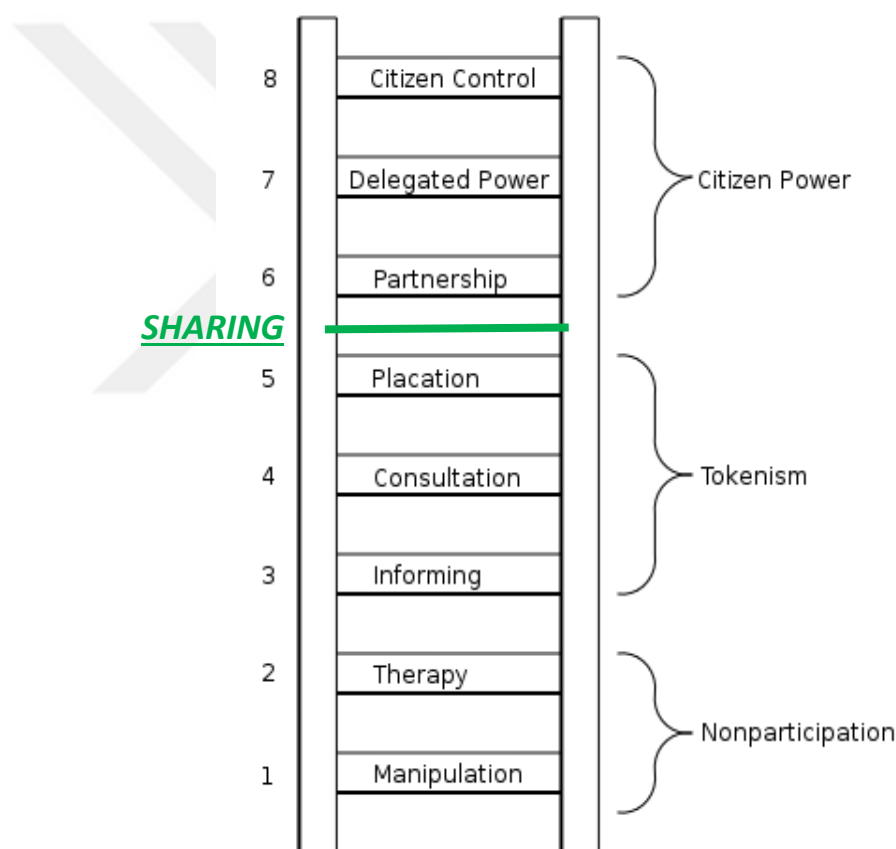 8 Citizen Control
7 Delegated Power
Citizen Power
6 Partnership
SHARING
5 Placation
4 Consultation
Tokenism
3 Informing
2 Therapy
Nonparticipation
1 Manipulation